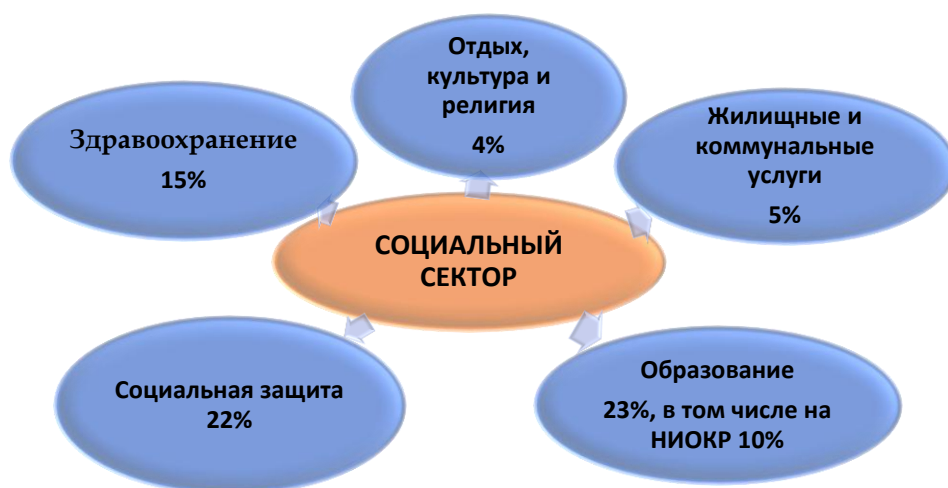 Отдых,
культура и
религия
4%
Здравоохранение
15%
Жилищные и
коммунальные
услуги
5%
СОЦИАЛЬНЫЙ
СЕКТОР
Социальная защита
22%
Образование
23%, в том числе на
НИОКР 10%